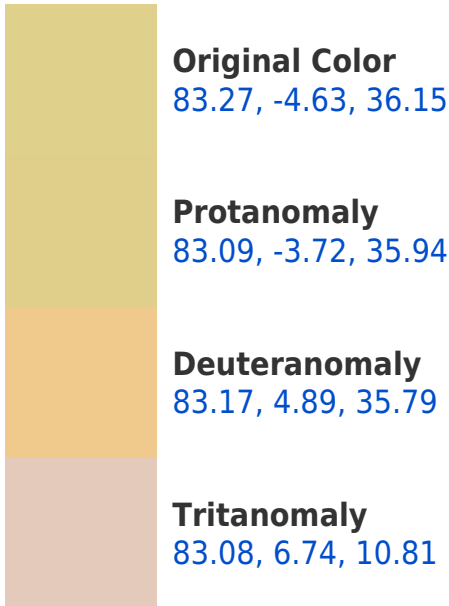 Original Color
83.27, -4.63, 36.15
Protanomaly
83.09, -3.72, 35.94
Deuteranomaly
83.17, 4.89, 35.79
Tritanomaly
83.08, 6.74, 10.81